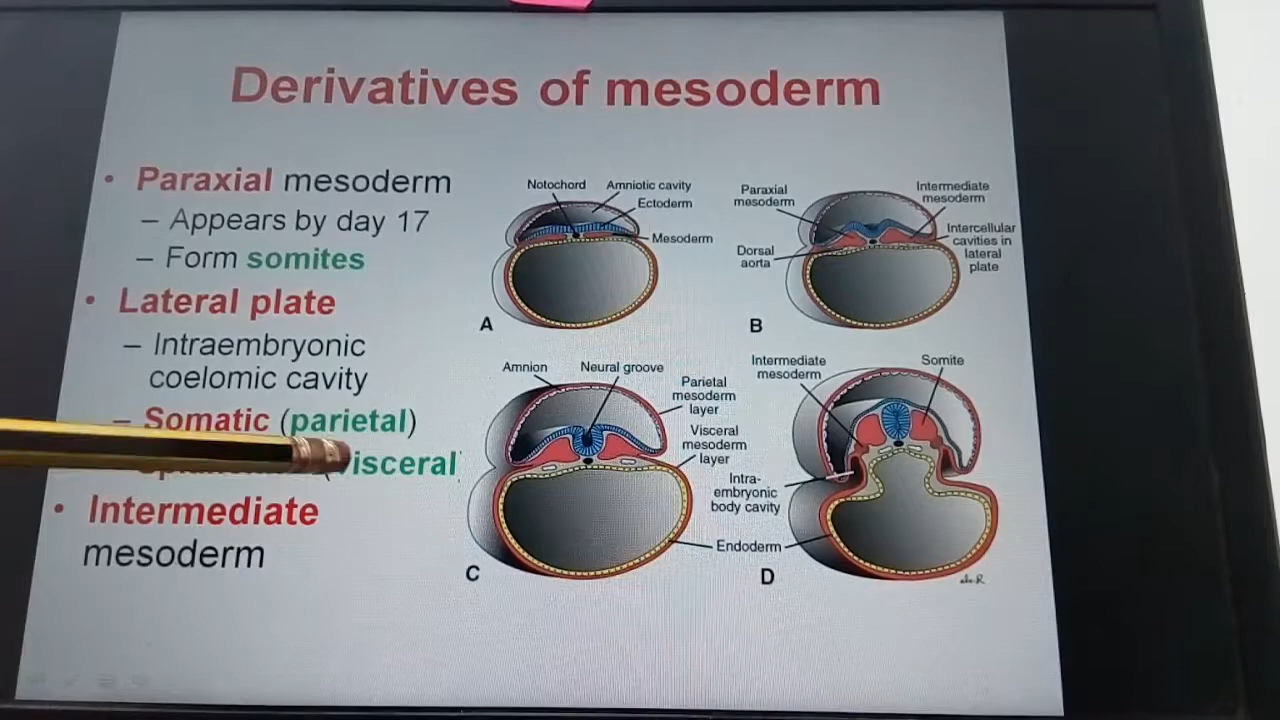 Derivatives of mesoderm
• Paraxial mesoderm
– Appears by day 17
– Form somites
• Lateral plate
– Intraembryonic
coelomic cavity
– Somatic (parietal)
visceral)
• Intermediate
mesoderm
Notochord
Amniotic cavity
Ectoderm
Mesoderm
A
Paraxial
mesoderm
Intermediate
mesoderm
Dorsal
aorta
Intercellular
cavities in
lateral
plate
B
Amnion
Neural groove
Parietal
mesoderm
layer
Visceral
mesoderm
layer
Intra-
embryonic
body cavity
Endoderm
C
Intermediate
mesoderm
Somite
D